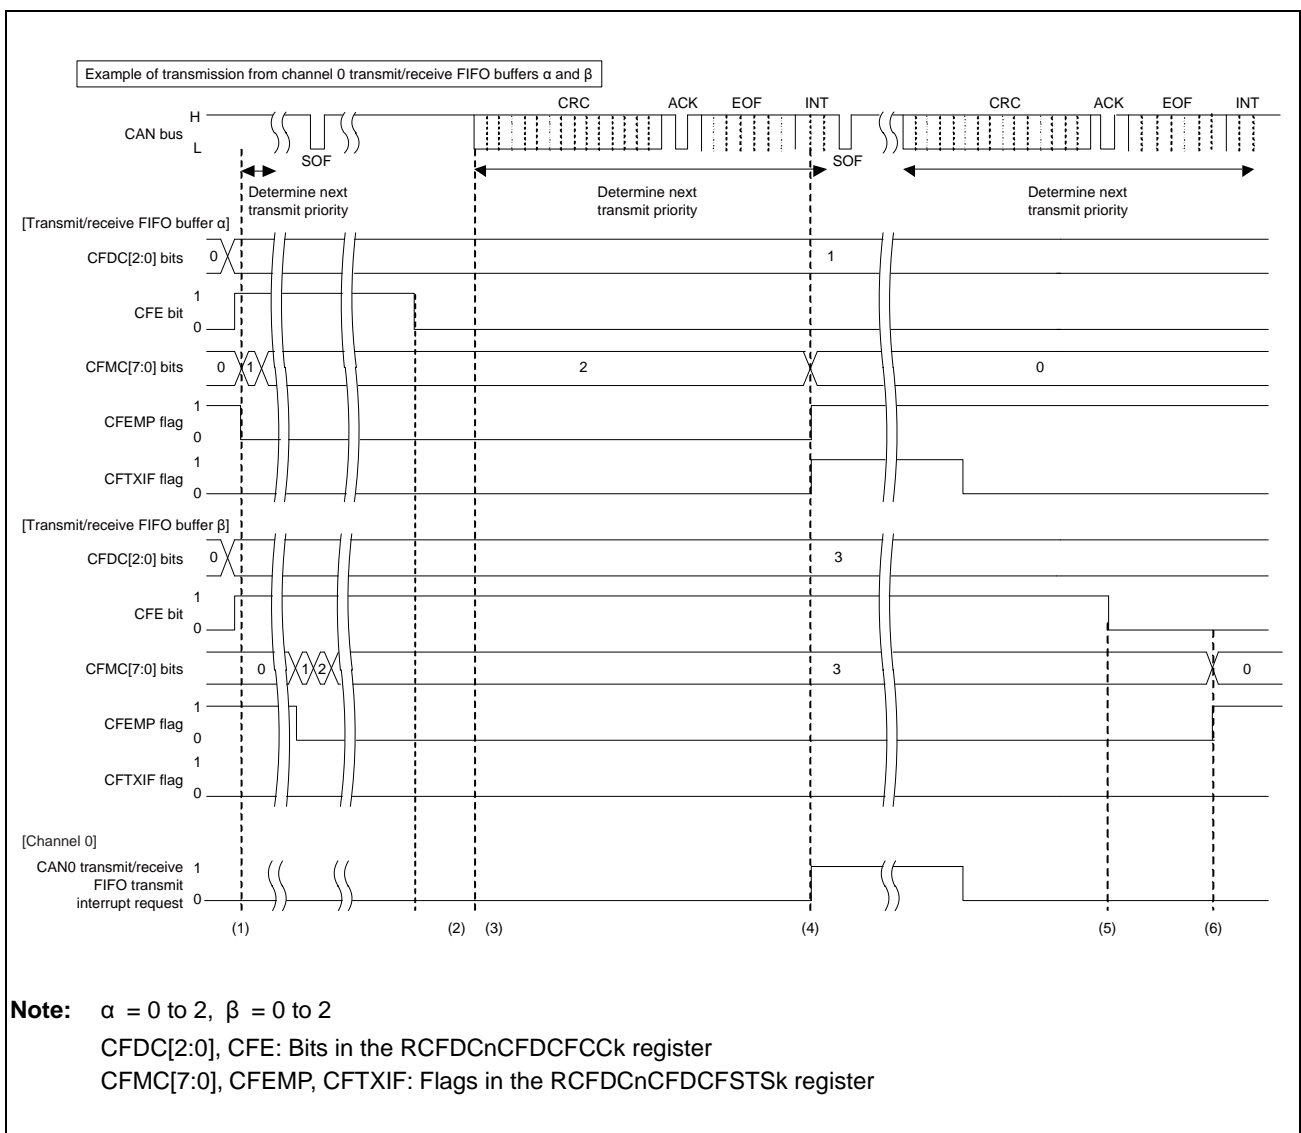 Example of transmission from channel 0 transmit/receive FIFO buffers α and β
CRC ACK EOF INT CRC ACK EOF INT
H
CAN bus
L
SOF SOF
Determine next
transmit priority
Determine next
transmit priority
Determine next
transmit priority
[Transmit/receive FIFO buffer α]
CFDC[2:0] bits 0 1
1
CFE bit
0
CFMC[7:0] bits 0 1 2 0
1
CFEMP flag
0
1
CFTXIF flag
0
[Transmit/receive FIFO buffer β]
CFDC[2:0] bits 0 3
1
CFE bit
0
CFMC[7:0] bits 0 1 2 3 0
1
CFEMP flag
0
1
CFTXIF flag
0
[Channel 0]
CAN0 transmit/receive 1
FIFO transmit
interrupt request 0
(1) (2) (3) (4) (5) (6)
Note: α = 0 to 2, β = 0 to 2
CFDC[2:0], CFE: Bits in the RCFDCnCFDCFCCk register
CFMC[7:0], CFEMP, CFTXIF: Flags in the RCFDCnCFDCFSTSk register